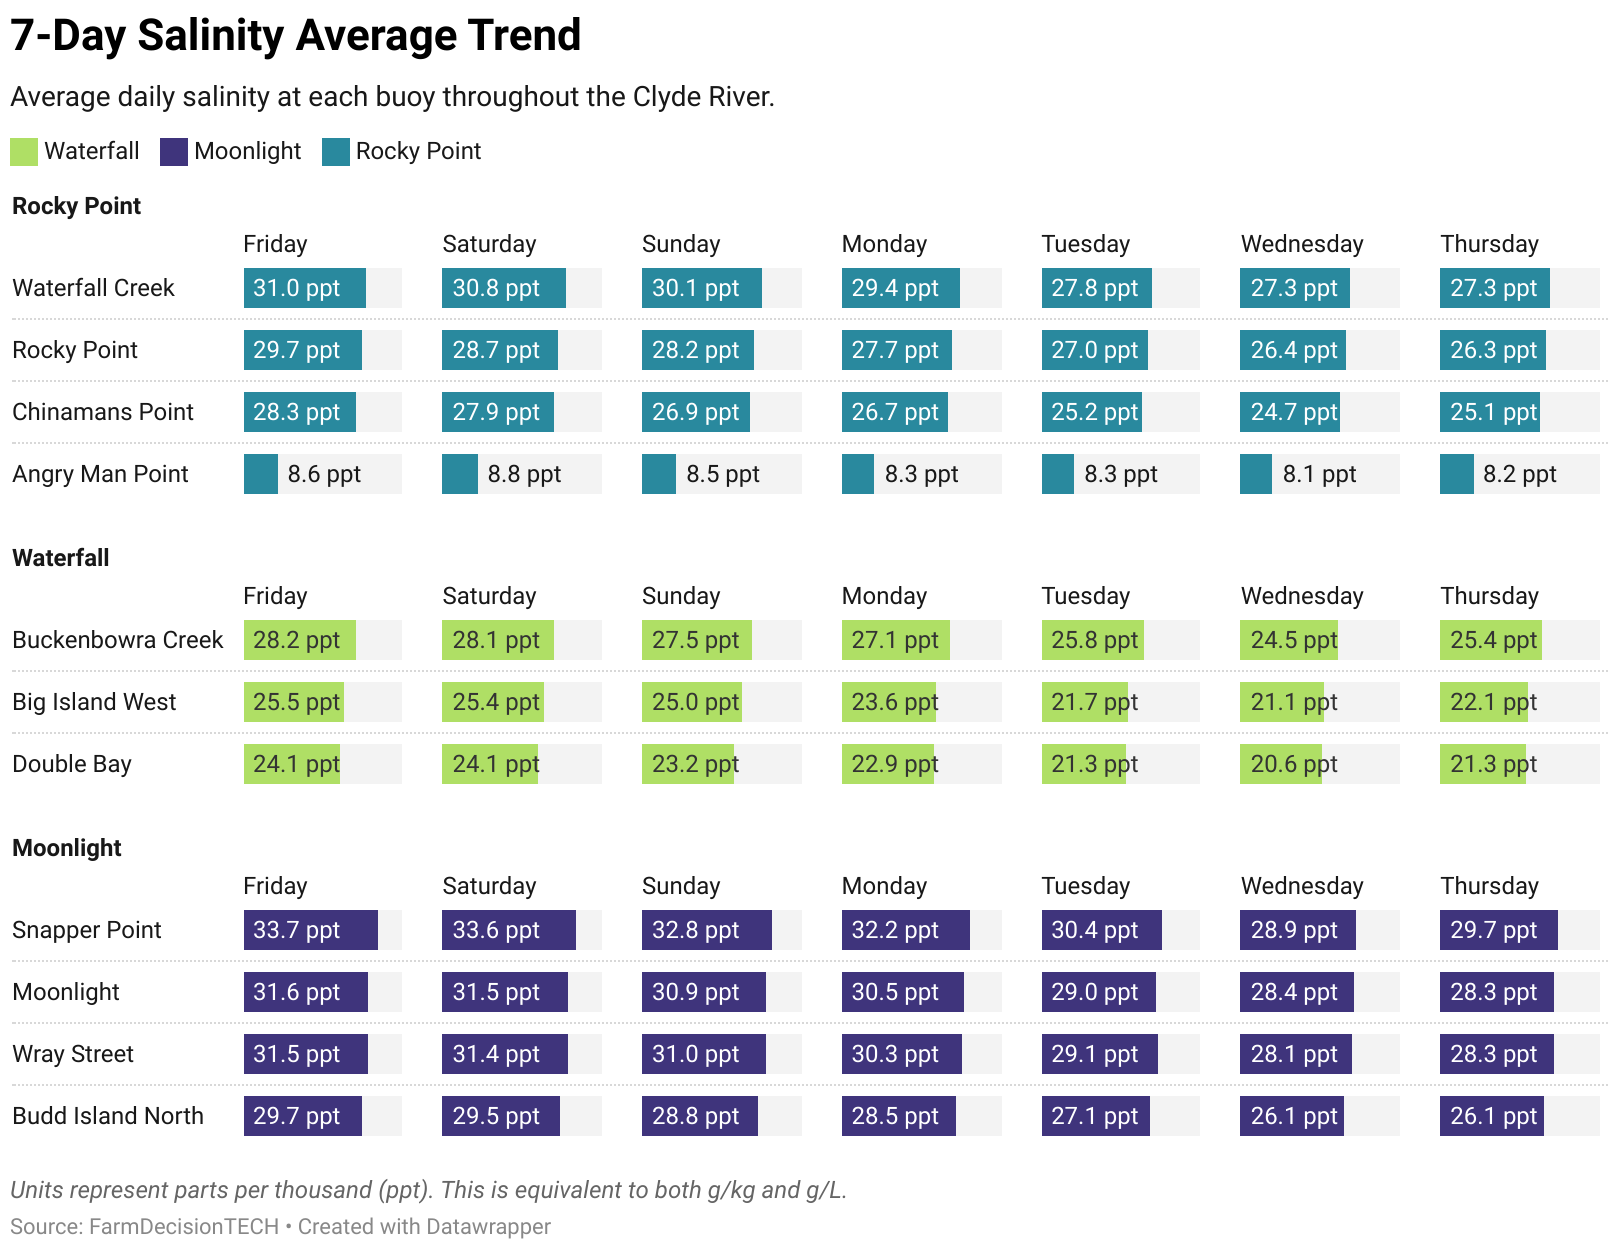 7-Day Salinity Average Trend
Average daily salinity at each buoy throughout the Clyde River.
Waterfall Moonlight Rocky Point
Rocky Point
Friday Saturday Sunday Monday Tuesday Wednesday Thursday
Waterfall Creek 31.0 ppt 30.8 ppt 30.1 ppt 29.4 ppt 27.8 ppt 27.3 ppt 27.3 ppt
Rocky Point 29.7 ppt 28.7 ppt 28.2 ppt 27.7 ppt 27.0 ppt 26.4 ppt 26.3 ppt
Chinamans Point 28.3 ppt 27.9 ppt 26.9 ppt 26.7 ppt 25.2 ppt 24.7 ppt 25.1 ppt
Angry Man Point 8.6 ppt 8.8 ppt 8.5 ppt 8.3 ppt 8.3 ppt 8.1 ppt 8.2 ppt
Waterfall
Friday Saturday Sunday Monday Tuesday Wednesday Thursday
Buckenbowra Creek 28.2 ppt 28.1 ppt 27.5 ppt 27.1 ppt 25.8 ppt 24.5 ppt 25.4 ppt
Big Island West 25.5 ppt 25.4 ppt 25.0 ppt 23.6 ppt 21.7 ppt 21.1 ppt 22.1 ppt
Double Bay 24.1 ppt 24.1 ppt 23.2 ppt 22.9 ppt 21.3 ppt 20.6 ppt 21.3 ppt
Moonlight
Friday Saturday Sunday Monday Tuesday Wednesday Thursday
Snapper Point 33.7 ppt 33.6 ppt 32.8 ppt 32.2 ppt 30.4 ppt 28.9 ppt 29.7 ppt
Moonlight 31.6 ppt 31.5 ppt 30.9 ppt 30.5 ppt 29.0 ppt 28.4 ppt 28.3 ppt
Wray Street 31.5 ppt 31.4 ppt 31.0 ppt 30.3 ppt 29.1 ppt 28.1 ppt 28.3 ppt
Budd Island North 29.7 ppt 29.5 ppt 28.8 ppt 28.5 ppt 27.1 ppt 26.1 ppt 26.1 ppt
Units represent parts per thousand (ppt). This is equivalent to both g/kg and g/L.
Source: FarmDecisionTECH • Created with Datawrapper